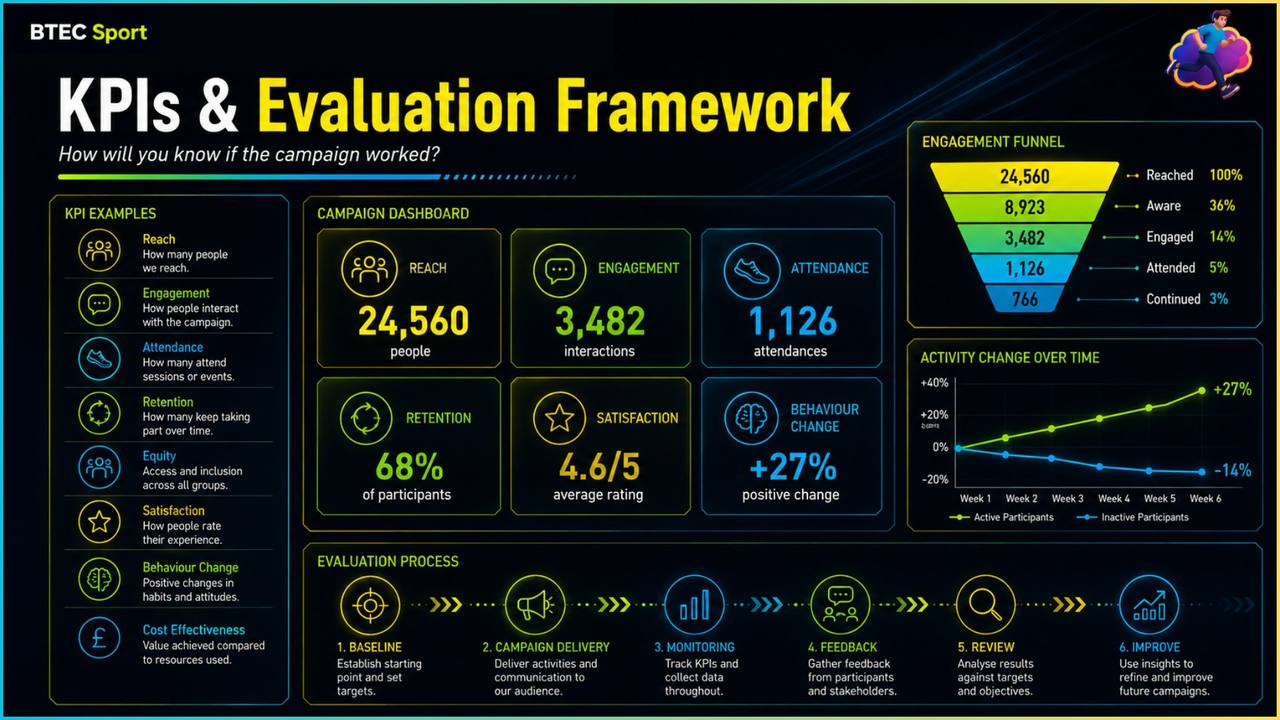 BTEC Sport
KPIs & Evaluation Framework
How will you know if the campaign worked?
KPI EXAMPLES
Reach
How many people
we reach.
Engagement
How people interact
with the campaign.
Attendance
How many attend
sessions or events.
Retention
How many keep taking
part over time.
Equity
Access and inclusion
across all groups.
Satisfaction
How people rate
their experience.
Behaviour Change
Positive changes in
habits and attitudes.
£
Cost Effectiveness
Value achieved compared
to resources used.
CAMPAIGN DASHBOARD
REACH
24,560
people
ENGAGEMENT
3,482
interactions
ATTENDANCE
1,126
attendances
RETENTION
68%
of participants
SATISFACTION
4.6/5
average rating
BEHAVIOUR
CHANGE
+27%
positive change
ENGAGEMENT FUNNEL
24,560 Reached 100%
8,923 Aware 36%
3,482 Engaged 14%
1,126 Attended 5%
766 Continued 3%
ACTIVITY CHANGE OVER TIME
+40%
+20%
0%
-20%
+27%
-14%
Week 1 Week 2 Week 3 Week 4 Week 5 Week 6
Active Participants Inactive Participants
EVALUATION PROCESS
1. BASELINE
Establish starting
point and set
targets.
2. CAMPAIGN DELIVERY
Deliver activities and
communication to
our audience.
3. MONITORING
Track KPIs and
collect data
throughout.
4. FEEDBACK
Gather feedback
from participants
and stakeholders.
5. REVIEW
Analyse results
against targets
and objectives.
6. IMPROVE
Use insights to
refine and improve
future campaigns.